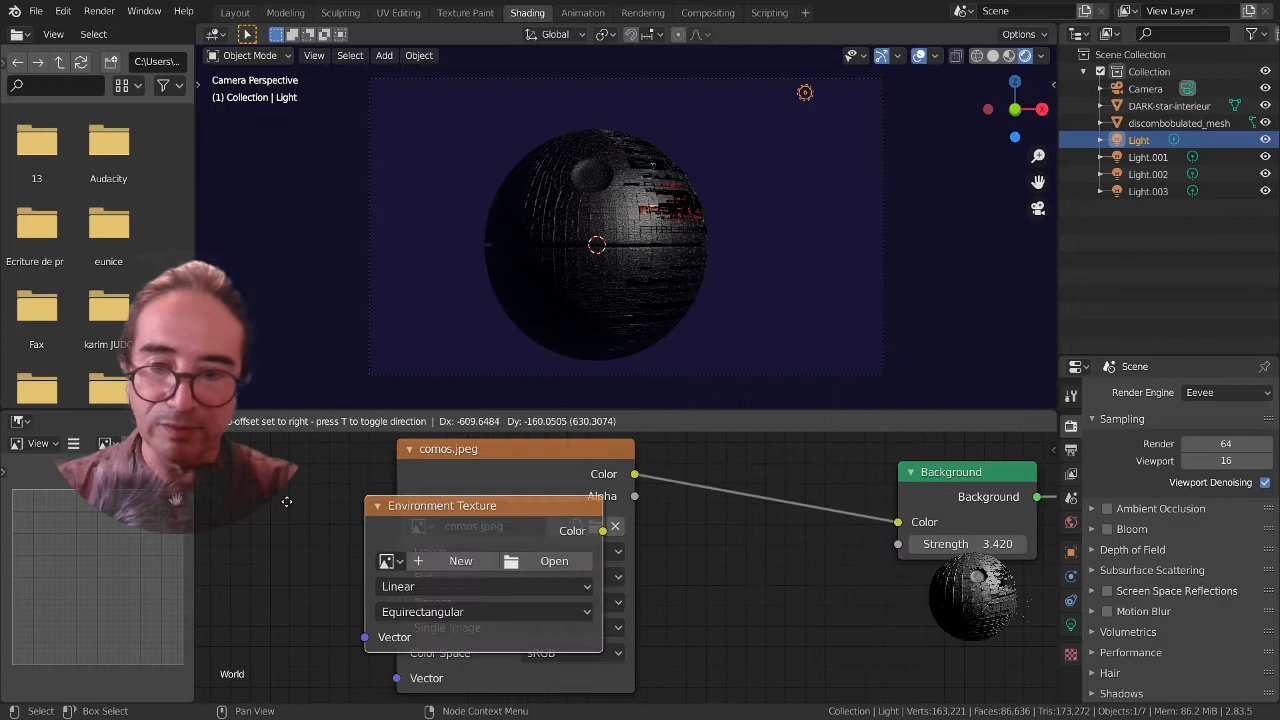 File Edit Render Window Help Layout Modeling Sculpting UV Editing Texture Paint Shading Animation Rendering Compositing Scripting Scene View Layer
View Select Global Options
C:\Users\... Object Mode View Select Add Object
Camera Perspective
(1) Collection | Light
13 Audacity
Ecriture de pr eunice
Fax karim JUDO
Z
X
Scene Collection
Collection
Camera
DARK-star-interieur
discombobulated_mesh
Light
Light.001
Light.002
Light.003
Scene
Render Engine Eevee
Sampling
Render 64
Viewport 16
Viewport Denoising
Ambient Occlusion
Bloom
Depth of Field
Subsurface Scattering
Screen Space Reflections
Motion Blur
Volumetrics
Performance
Hair
Shadows
-offset set to right - press T to toggle direction | Dx: -609.6484 Dy: -160.0505 (630.3074)
View
comos.jpeg
Color
Alpha
comos.jpeg
Single Image
Color Space sRGB
Vector
Environment Texture
Color
New Open
Linear
Equirectangular
Vector
Background
Background
Color
Strength 3.420
World
Select Box Select Pan View Node Context Menu Collection | Light | Verts:163,221 | Faces:86,636 | Tris:173,272 | Objects:1/7 | Mem: 86.2 MiB | 2.83.5